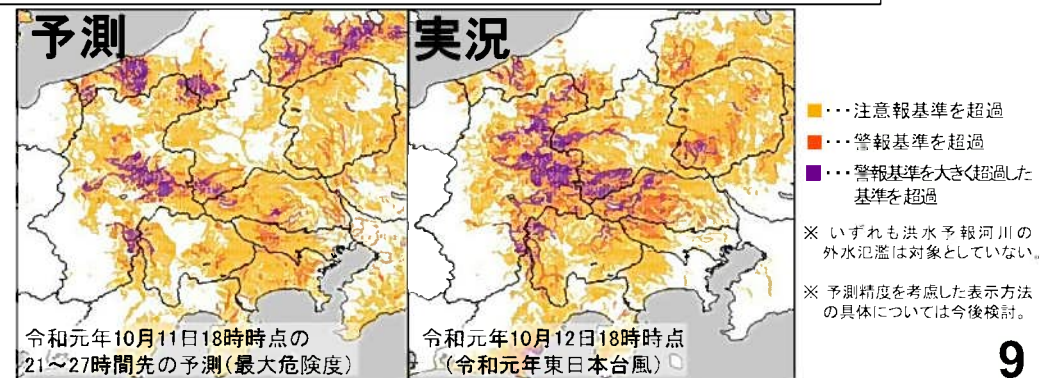 予測
実況
令和元年10月11日18時時点の
21～27時間先の予測(最大危険度)
令和元年10月12日18時時点
(令和元年東日本台風)
■･･･注意報基準を超過
■･･･警報基準を超過
■･･･警報基準を大きく超過した
基準を超過
※ いずれも洪水予報河川の
外水氾濫は対象としていない。
※ 予測精度を考慮した表示方法
の具体については今後検討。
9